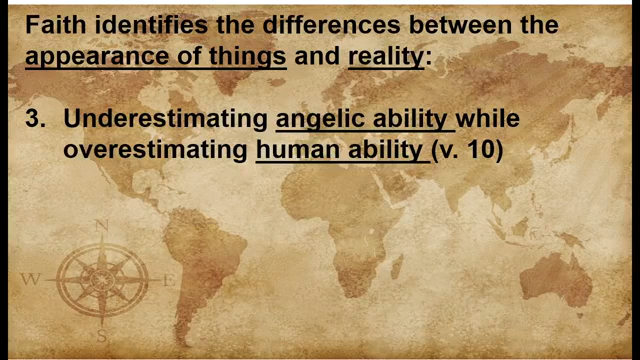 Faith identifies the differences between the
appearance of things and reality:
3. Underestimating angelic ability while
overestimating human ability (v. 10)
N
W E
S